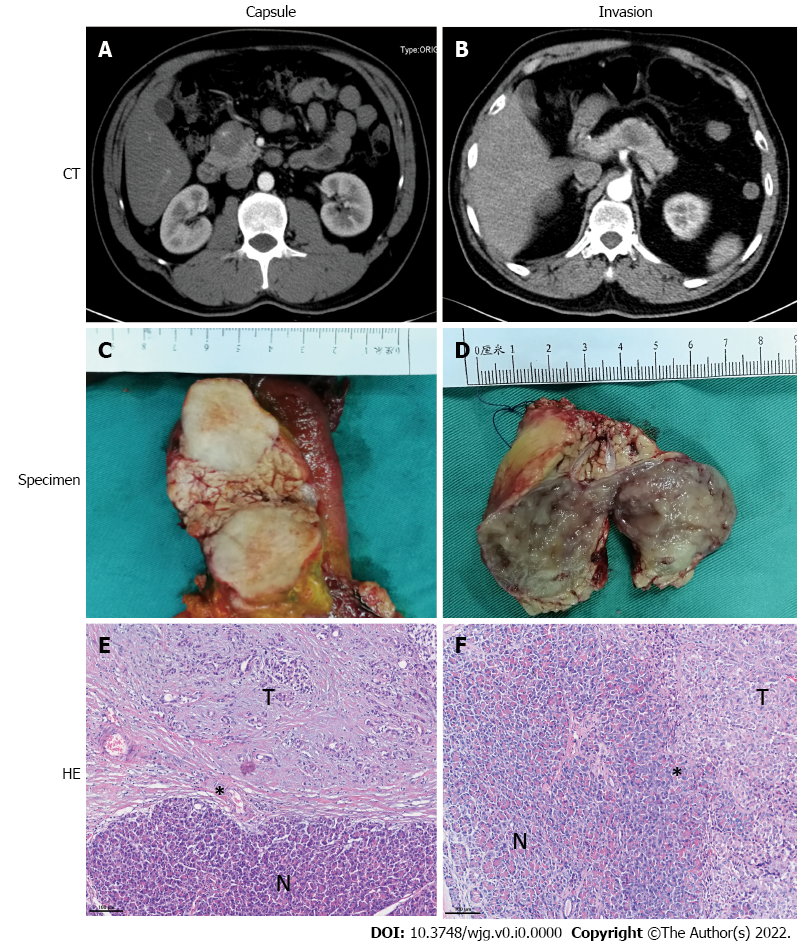 Capsule
Invasion
A
Type:ORIG
B
CT
C
D
0厘米 1 2 3 4 5 6 7 8 9
Specimen
E
T
*
N
F
T
*
N
HE
DOI: 10.3748/wjg.v0.i0.0000 Copyright ©The Author(s) 2022.